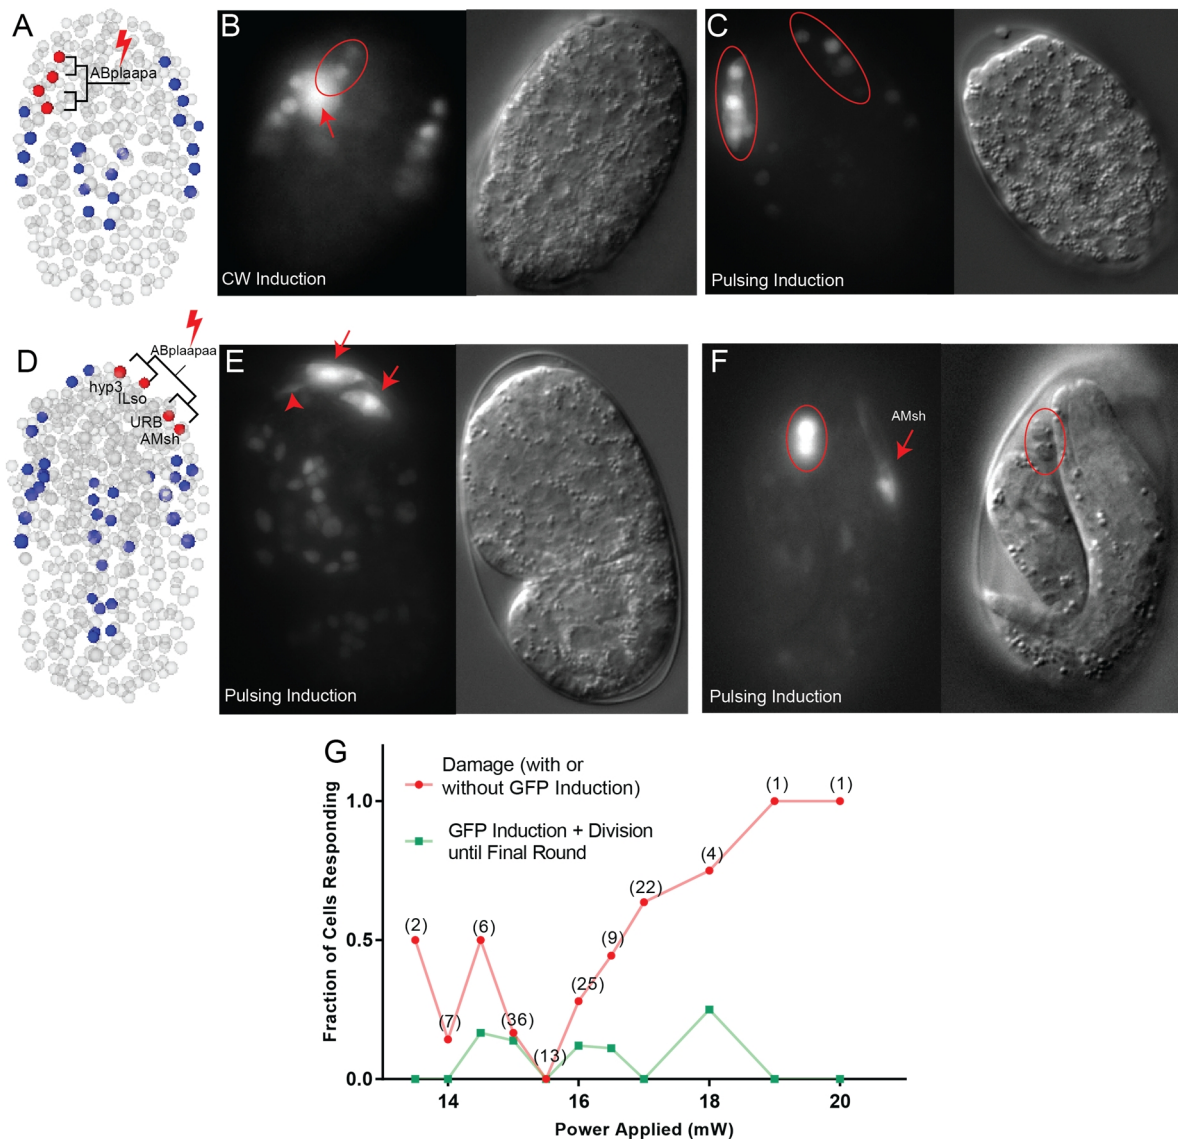 A
ABplaapa
B
CW Induction
C
Pulsing Induction
D
ABplaapaa
hyp3
ILso
URB
AMsh
E
Pulsing Induction
F
AMsh
Pulsing Induction
G
Damage (with or
without GFP Induction)
GFP Induction + Division
until Final Round
Fraction of Cells Responding
1.0
0.5
0.0
(2)
(7)
(6)
(36)
(13)
(25)
(9)
(22)
(4)
(1)
(1)
14
16
18
20
Power Applied (mW)